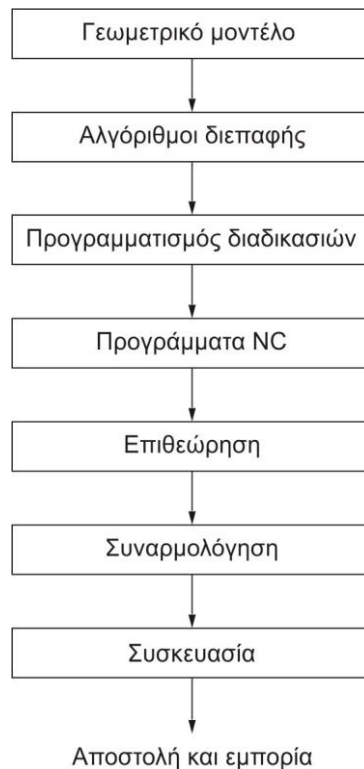 Γεωμετρικό μοντέλο
Αλγόριθμοι διεπαφής
Προγραμματισμός διαδικασιών
Προγράμματα NC
Επιθεώρηση
Συναρμολόγηση
Συσκευασία
Αποστολή και εμπορία